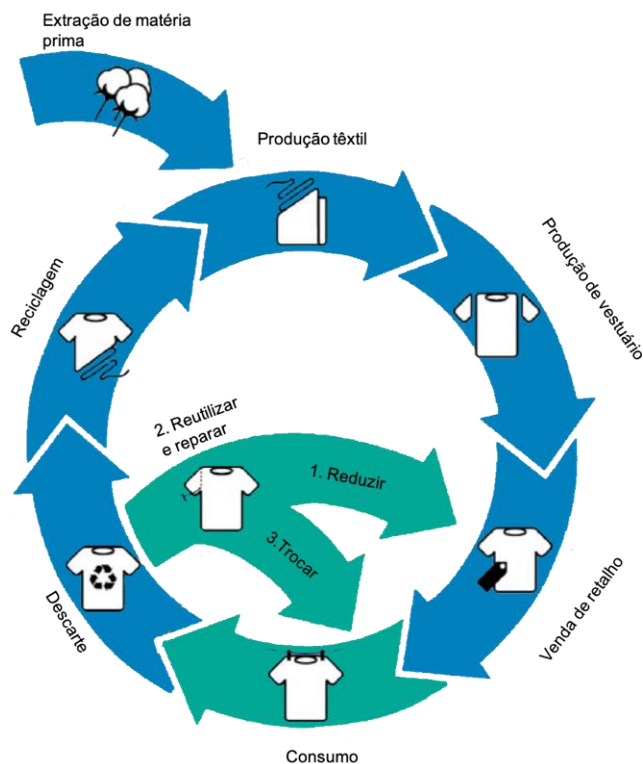 Extração de matéria
prima
Produção têxtil
Produção de vestuário
Reciclagem
2. Reutilizar
e reparar
1. Reduzir
3.Trocar
Venda de retalho
Descarte
Consumo